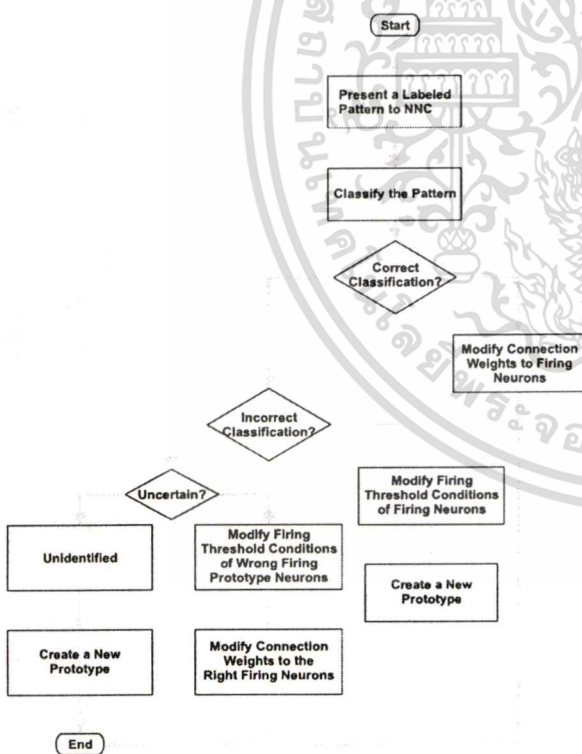 Start
Present a Labeled
Pattern to NNC
Classify the Pattern
Correct
Classification?
Modify Connection
Weights to Firing
Neurons
Incorrect
Classification?
Modify Firing
Threshold Conditions
of Firing Neurons
Uncertain?
Unidentified
Modify Firing
Threshold Conditions
of Wrong Firing
Prototype Neurons
Create a New
Prototype
Create a New
Prototype
Modify Connection
Weights to the
Right Firing Neurons
End